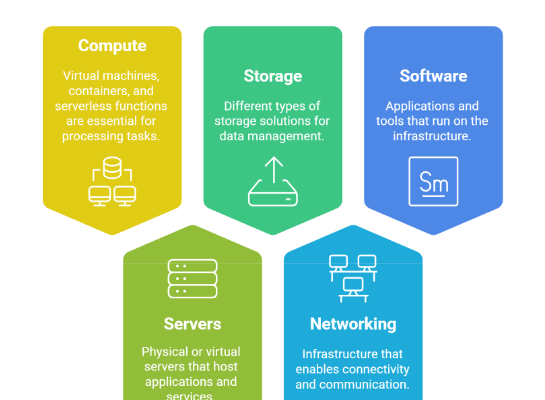 Compute
Virtual machines,
containers, and
serverless functions
are essential for
processing tasks.
Storage
Different types of
storage solutions for
data management.
Software
Applications and
tools that run on the
infrastructure.
Sm
Servers
Physical or virtual
servers that host
applications and
services.
Networking
Infrastructure that
enables connectivity
and communication.